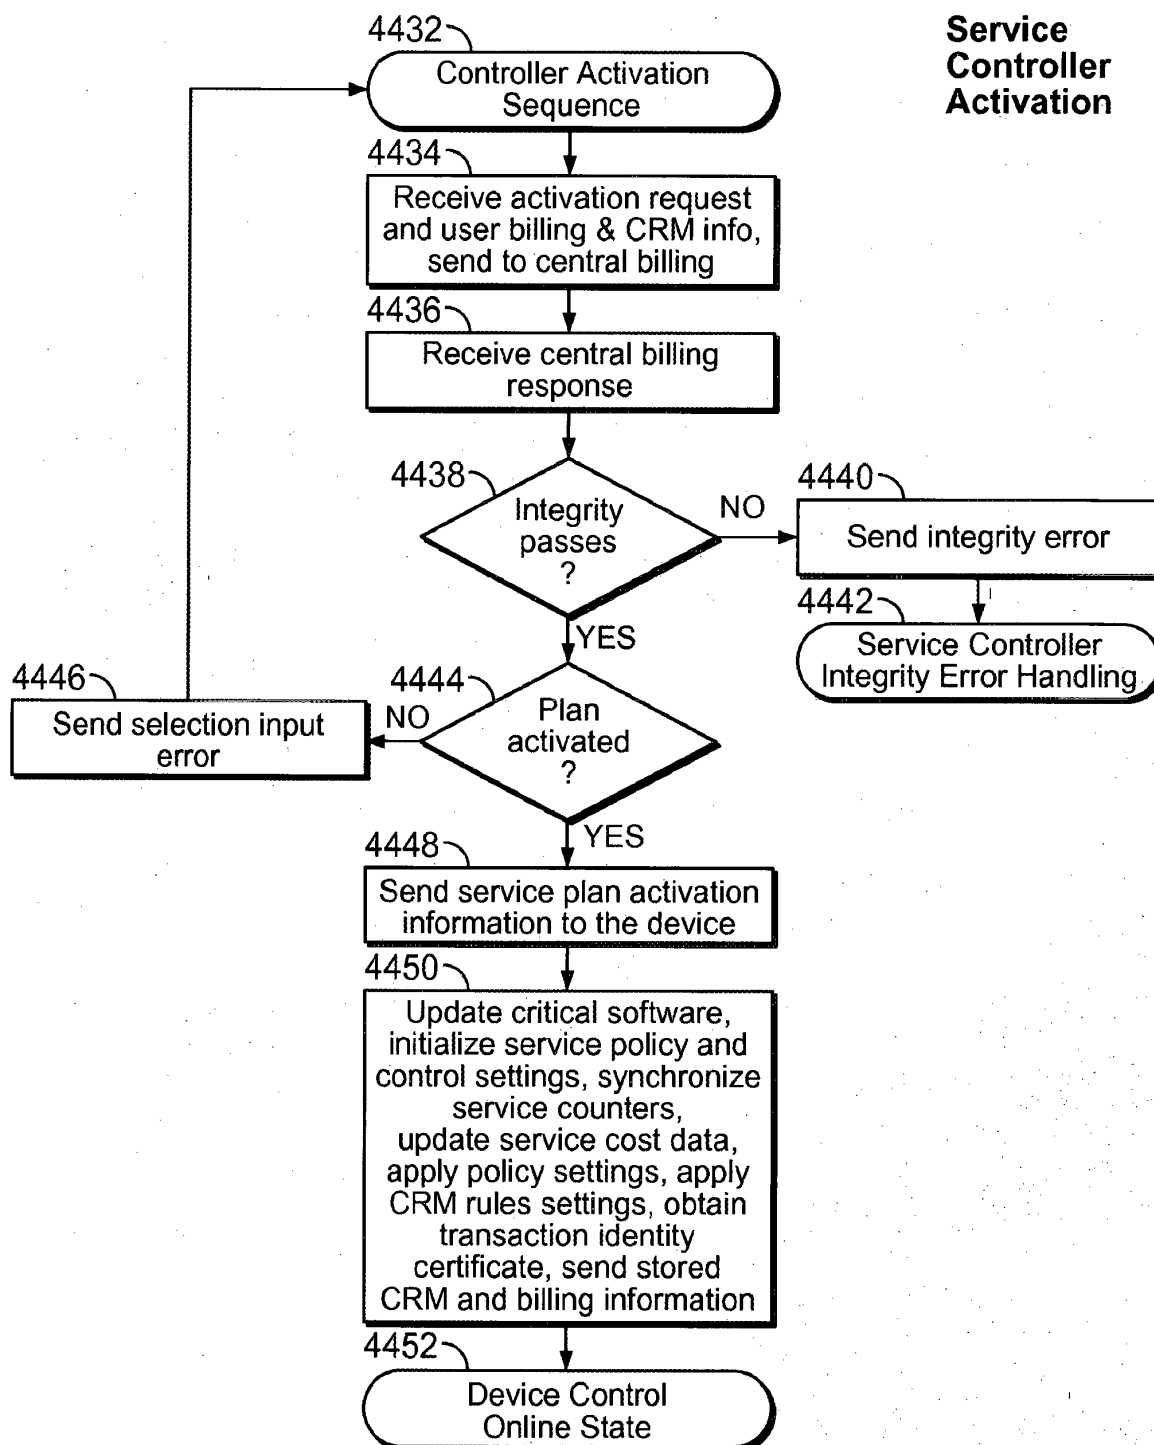 Service
Controller
Activation
4432
Controller Activation
Sequence
4434
Receive activation request
and user billing & CRM info,
send to central billing
4436
Receive central billing
response
4438
Integrity
passes
?
NO
4440
Send integrity error
4442
Service Controller
Integrity Error Handling
YES
4444
Plan
activated
?
NO
4446
Send selection input
error
YES
4448
Send service plan activation
information to the device
4450
Update critical software,
initialize service policy and
control settings, synchronize
service counters,
update service cost data,
apply policy settings, apply
CRM rules settings, obtain
transaction identity
certificate, send stored
CRM and billing information
4452
Device Control
Online State